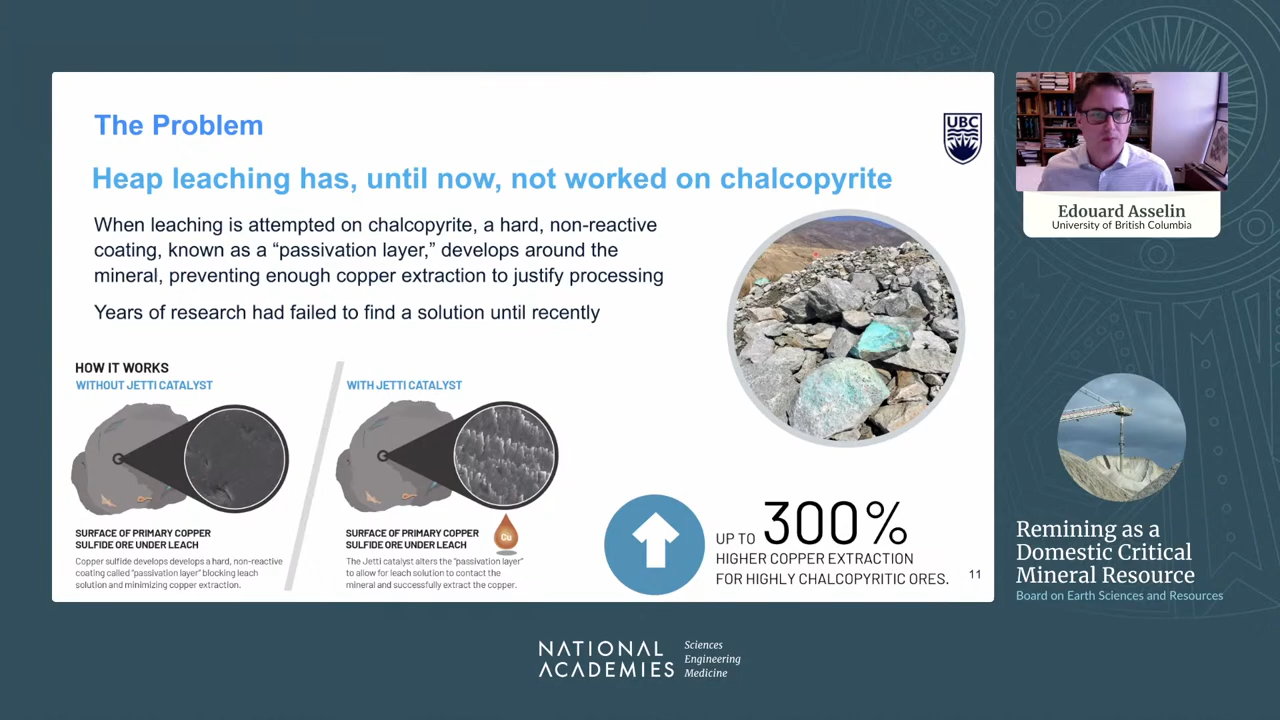 The Problem
UBC
Heap leaching has, until now, not worked on chalcopyrite
When leaching is attempted on chalcopyrite, a hard, non-reactive
coating, known as a “passivation layer,” develops around the
mineral, preventing enough copper extraction to justify processing
Years of research had failed to find a solution until recently
HOW IT WORKS
WITHOUT JETTI CATALYST
SURFACE OF PRIMARY COPPER
SULFIDE ORE UNDER LEACH
Copper sulfide develops develops a hard, non-reactive
coating called “passivation layer” blocking leach
solution and minimizing copper extraction.
WITH JETTI CATALYST
Cu
SURFACE OF PRIMARY COPPER
SULFIDE ORE UNDER LEACH
The Jetti catalyst alters the “passivation layer”
to allow for leach solution to contact the
mineral and successfully extract the copper.
UP TO 300%
HIGHER COPPER EXTRACTION
FOR HIGHLY CHALCOPYRITIC ORES.
11
Edouard Asselin
University of British Columbia
Remining as a
Domestic Critical
Mineral Resource
Board on Earth Sciences and Resources
NATIONAL
ACADEMIES
Sciences
Engineering
Medicine